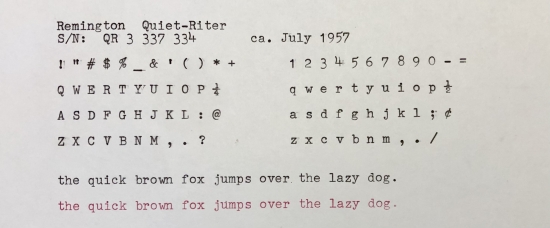 Remington Quiet-Riter
S/N: QR 3 337 334 ca. July 1957
! " # $ % _ & ' ( ) * + 1 2 3 4 5 6 7 8 9 0 - =
Q W E R T Y U I O P ¼ q w e r t y u i o p ½
A S D F G H J K L : @ a s d f g h j k l ; ¢
Z X C V B N M , . ? z x c v b n m , . /
the quick brown fox jumps over the lazy dog.
the quick brown fox jumps over the lazy dog.